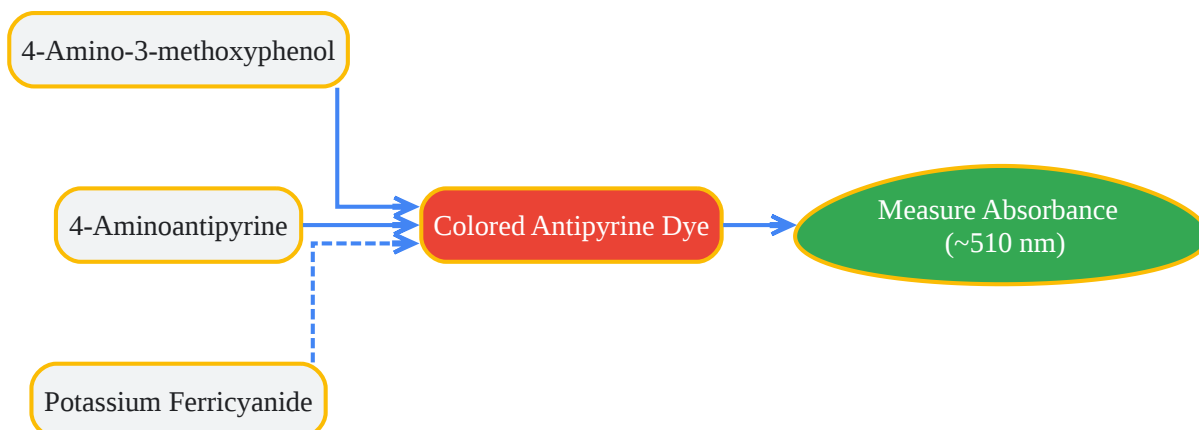 4-Amino-3-methoxyphenol
4-Aminoantipyrine
Colored Antipyrine Dye
Measure Absorbance
(~510 nm)
Potassium Ferricyanide